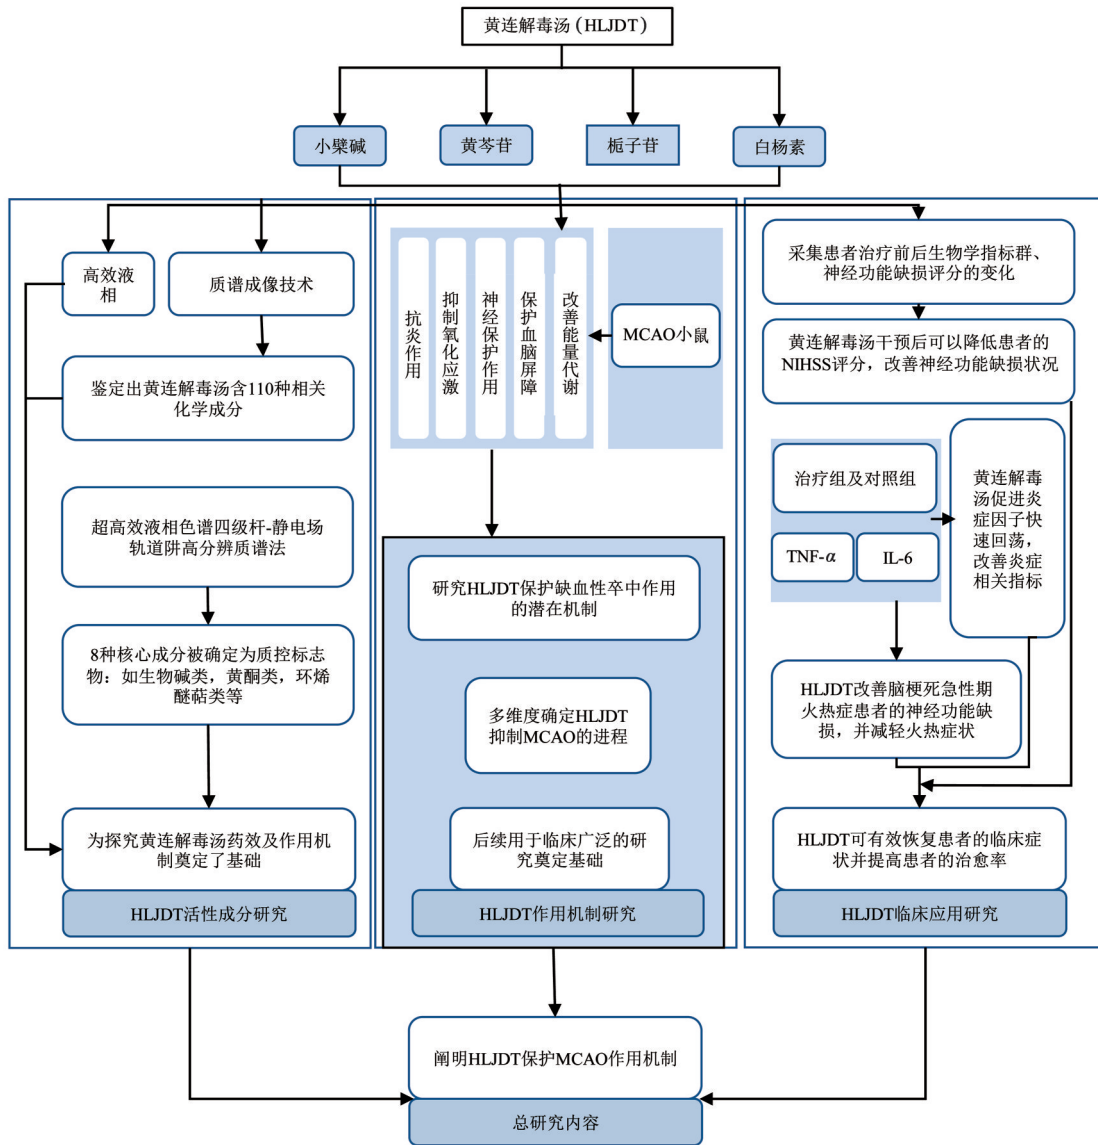 黄连解毒汤 (HLJDT)
小檗碱
黄芩苷
栀子苷
白杨素
高效液
相
质谱成像技术
鉴定出黄连解毒汤含110种相关
化学成分
超高效液相色谱四级杆-静电场
轨道阱高分辨质谱法
8种核心成分被确定为质控标志
物：如生物碱类，黄酮类，环烯
醚萜类等
为探究黄连解毒汤药效及作用机
制奠定了基础
HLJDT活性成分研究
抗炎作用
抑制氧化应激
神经保护作用
保护血脑屏障
改善能量代谢
MCAO小鼠
研究HLJDT保护缺血性卒中作用
的潜在机制
多维度确定HLJDT
抑制MCAO的进程
后续用于临床广泛的研
究奠定基础
HLJDT作用机制研究
采集患者治疗前后生物学指标群、
神经功能缺损评分的变化
黄连解毒汤干预后可以降低患者的
NIHSS评分，改善神经功能缺损状况
治疗组及对照组
TNF-α
IL-6
黄连解毒
汤促进炎
症因子快
速回荡，
改善炎症
相关指标
HLJDT改善脑梗死急性期
火热症患者的神经功能缺
损，并减轻火热症状
HLJDT可有效恢复患者的临床症
状并提高患者的治愈率
HLJDT临床应用研究
阐明HLJDT保护MCAO作用机制
总研究内容